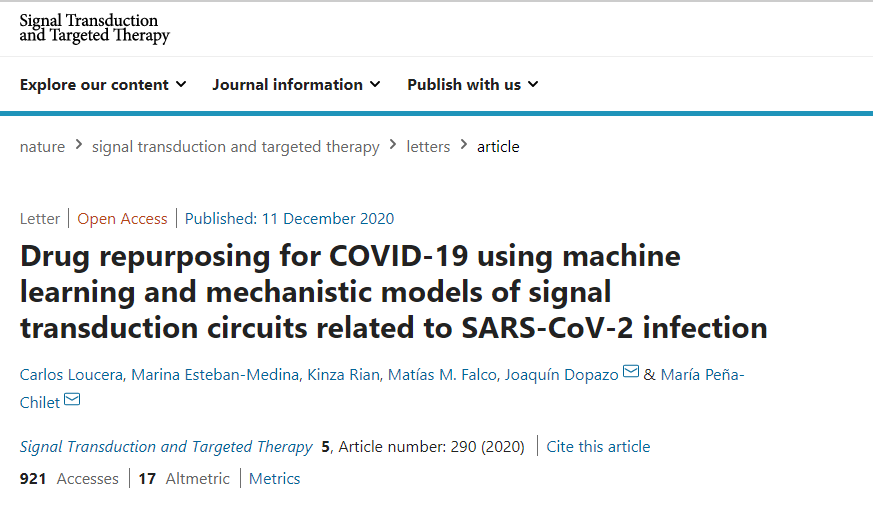 Signal Transduction
and Targeted Therapy
Explore our content Journal information Publish with us
nature > signal transduction and targeted therapy > letters > article
Letter | Open Access | Published: 11 December 2020
Drug repurposing for COVID-19 using machine
learning and mechanistic models of signal
transduction circuits related to SARS-CoV-2 infection
Carlos Loucera, Marina Esteban-Medina, Kinza Rian, Matías M. Falco, Joaquín Dopazo & María Peña-
Chilet
Signal Transduction and Targeted Therapy 5, Article number: 290 (2020) | Cite this article
921 Accesses | 17 Altmetric | Metrics